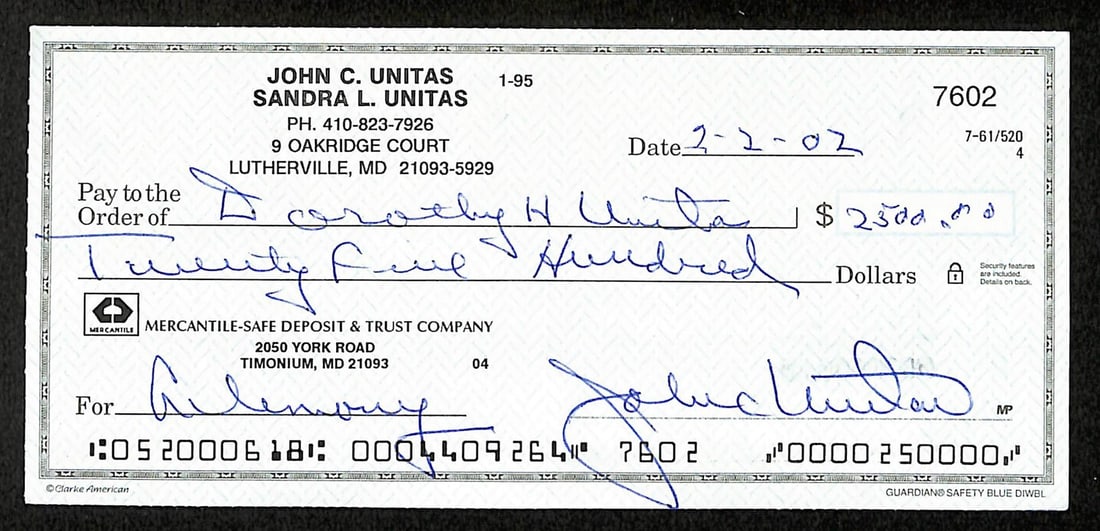 JOHN C. UNITAS 1-95
SANDRA L. UNITAS
7602
PH. 410-823-7926
9 OAKRIDGE COURT
LUTHERVILLE, MD 21093-5929
Date 2-2-02
7-61/520
4
Pay to the
Order of Dorothy H Unitas $ 2500.00
Twenty Five Hundred Dollars
Security features
are included.
Details on back.
MERCANTILE
MERCANTILE-SAFE DEPOSIT & TRUST COMPANY
2050 YORK ROAD
TIMONIUM, MD 21093 04
For Alemony John C Unitas MP
⑆052000618⑆ 0004409264⑈ 7602 ⑈0000250000⑈
© Clarke American
GUARDIAN® SAFETY BLUE DIWBL